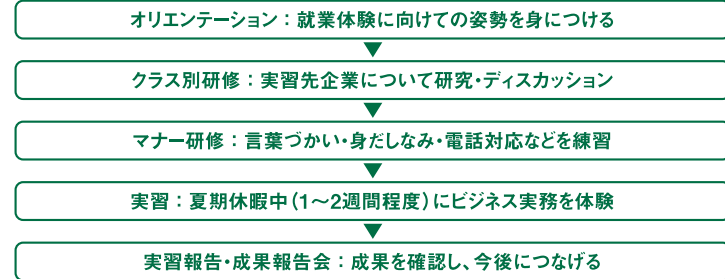 オリエンテーション：就業体験に向けての姿勢を身につける
クラス別研修：実習先企業について研究・ディスカッション
マナー研修：言葉づかい・身だしなみ・電話対応などを練習
実習：夏期休暇中（1～2週間程度）にビジネス実務を体験
実習報告・成果報告会：成果を確認し、今後につなげる